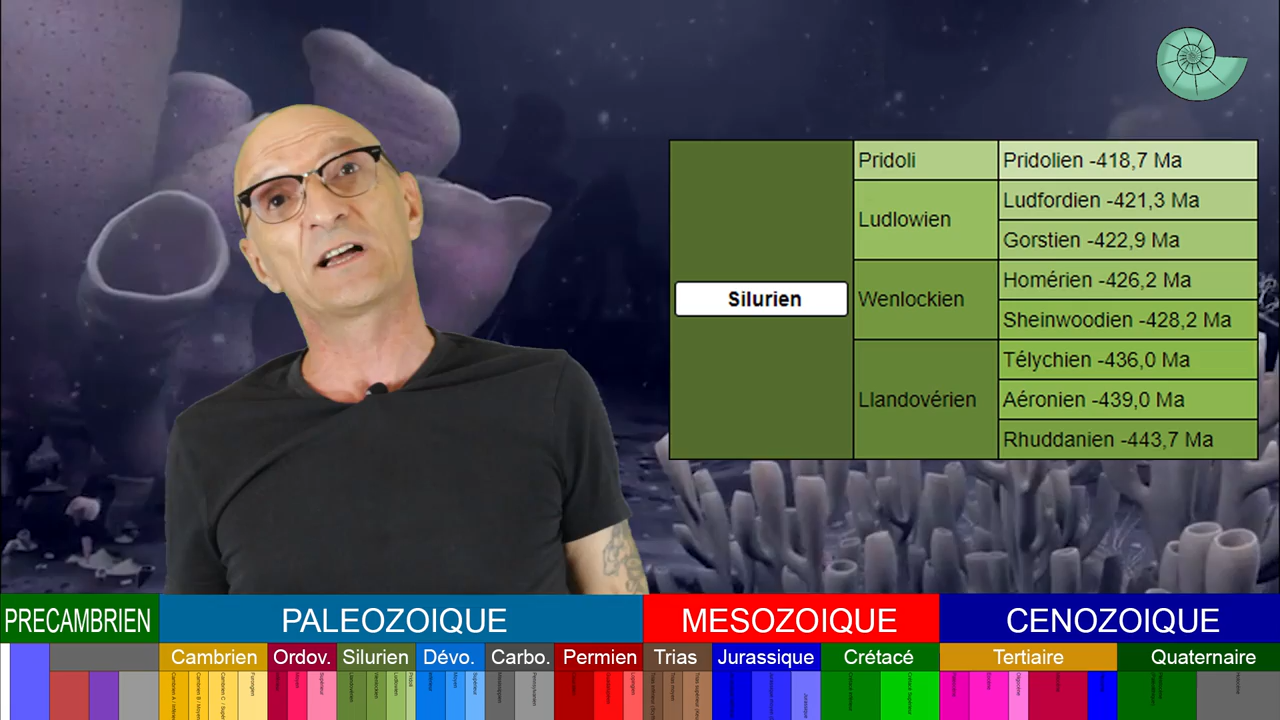 Silurien
Pridoli
Pridolien -418,7 Ma
Ludlowien
Ludfordien -421,3 Ma
Gorstien -422,9 Ma
Wenlockien
Homérien -426,2 Ma
Sheinwoodien -428,2 Ma
Llandovérien
Télychien -436,0 Ma
Aéronien -439,0 Ma
Rhuddanien -443,7 Ma
PRECAMBRIEN PALEOZOIQUE MESOZOIQUE CENOZOIQUE
Cambrien Ordov. Silurien Dévo. Carbo. Permien Trias Jurassique Crétacé Tertiaire Quaternaire